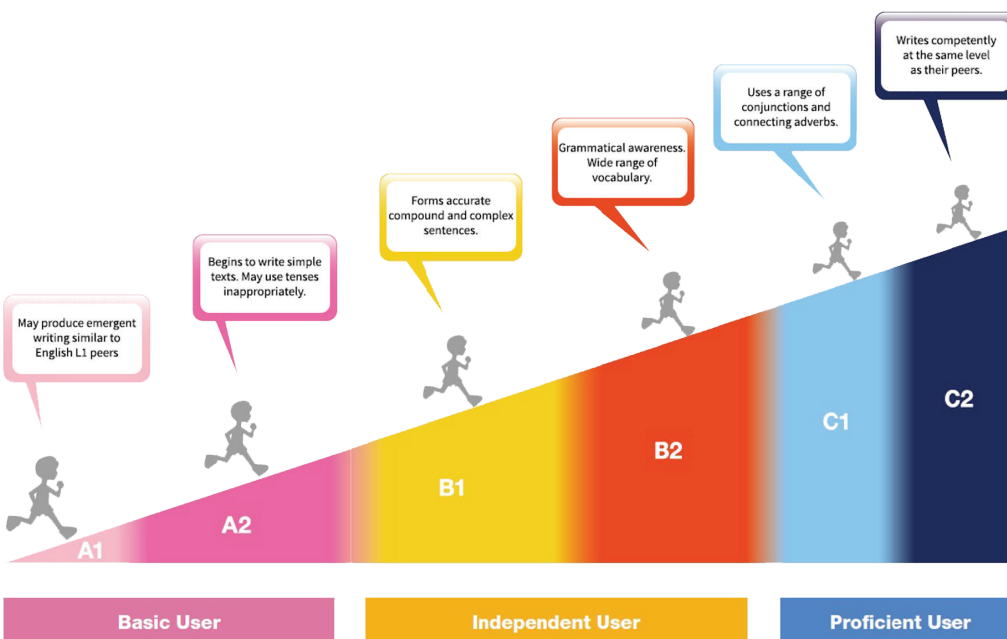 Writes competently
at the same level
as their peers.
Uses a range of
conjunctions and
connecting adverbs.
Grammatical awareness.
Wide range of
vocabulary.
Forms accurate
compound and complex
sentences.
Begins to write simple
texts. May use tenses
inappropriately.
May produce emergent
writing similar to
English L1 peers
A1
A2
B1
B2
C1
C2
Basic User
Independent User
Proficient User